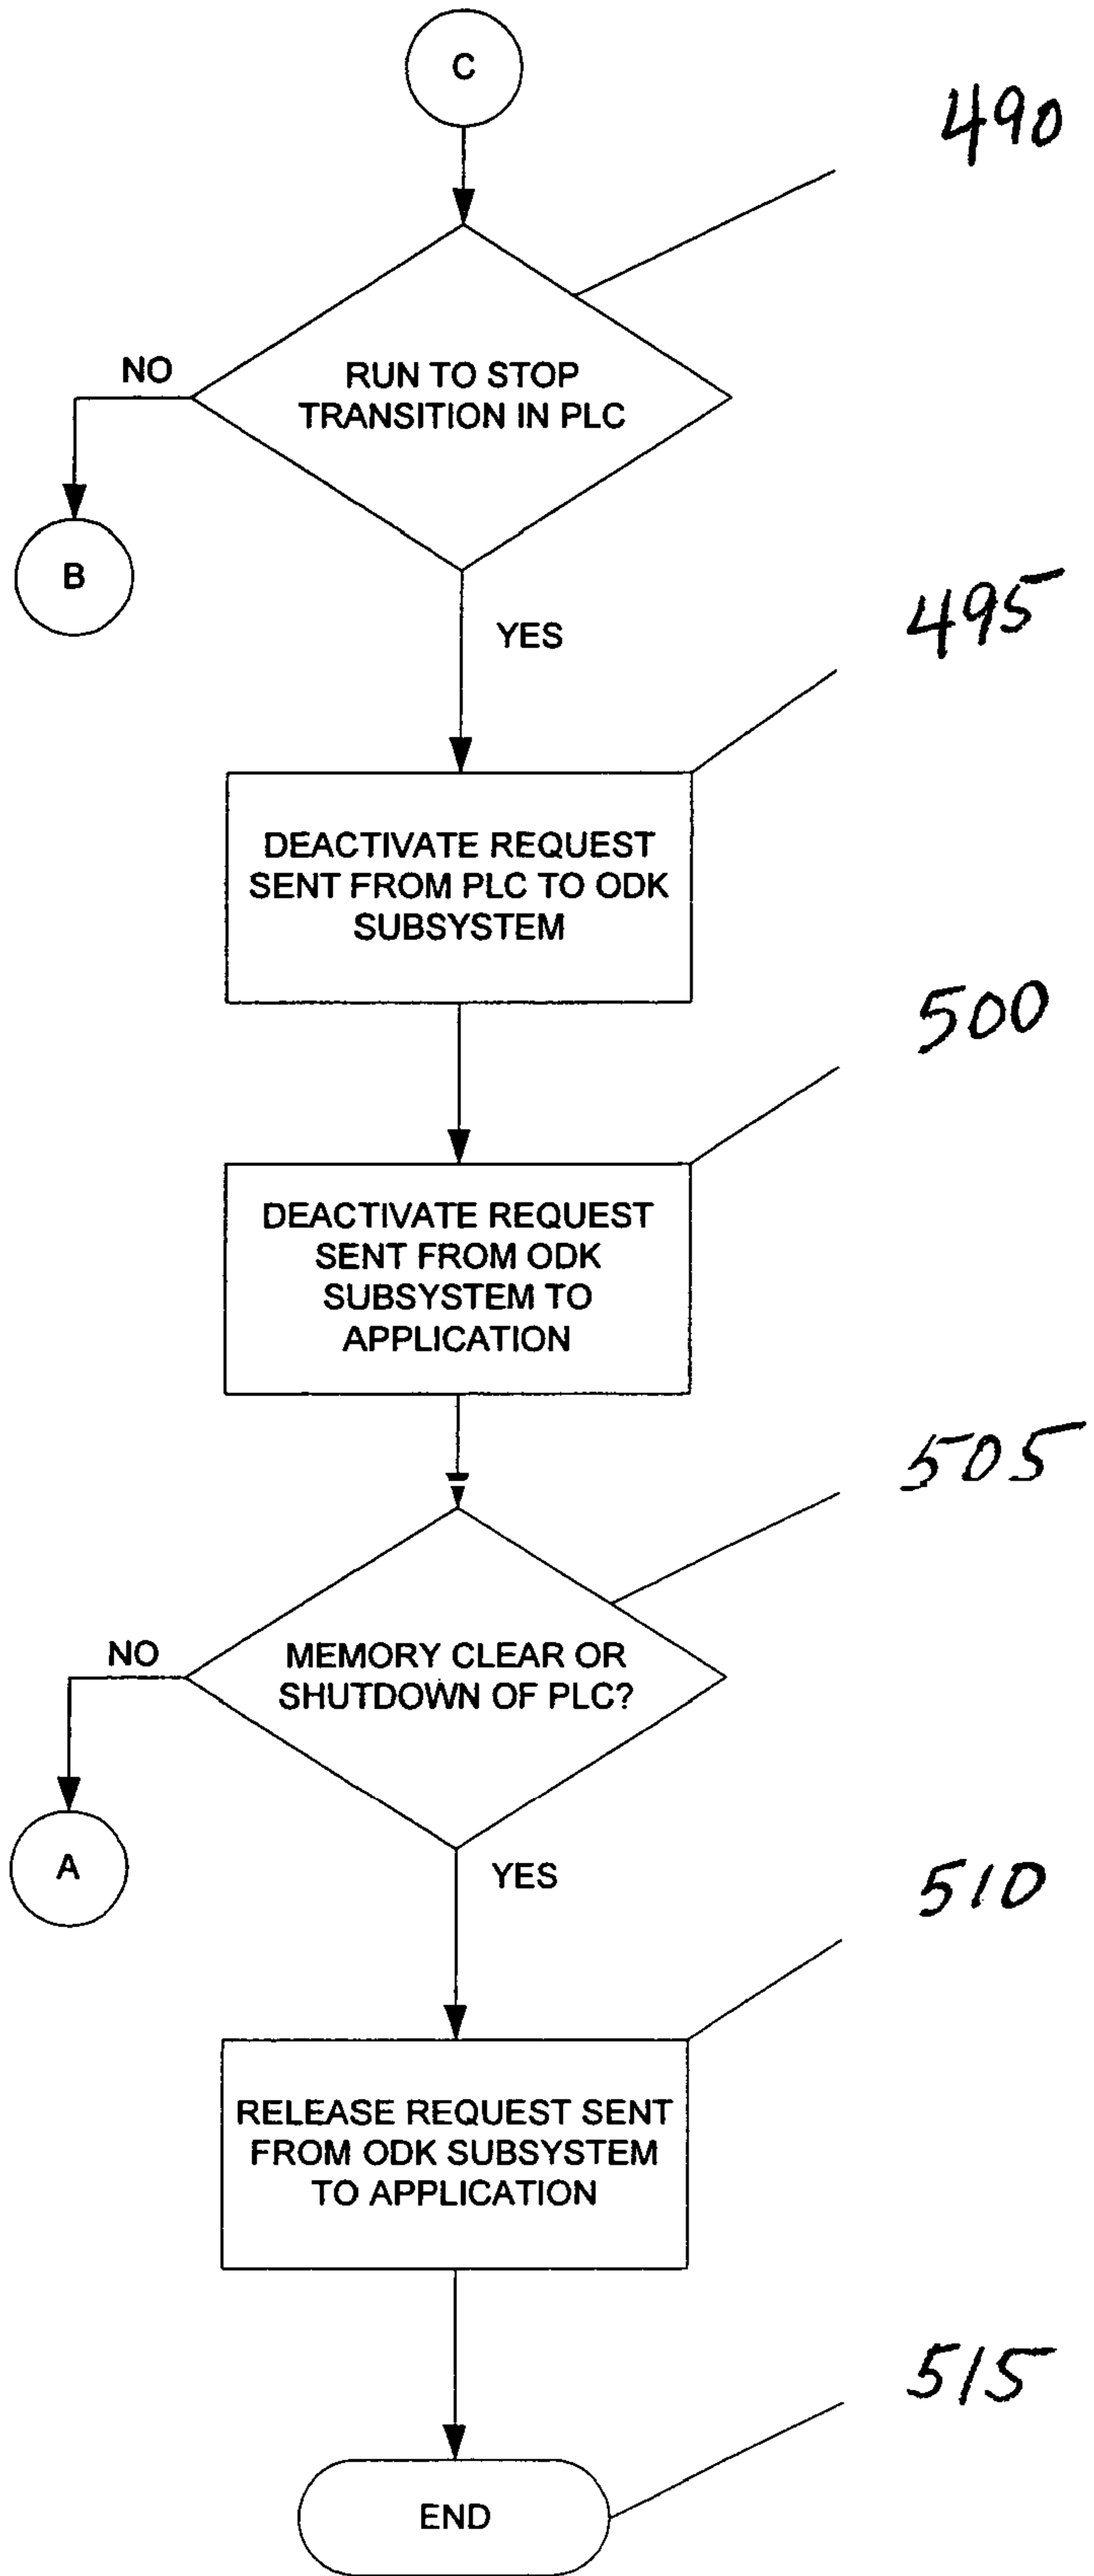 C
490
NO
RUN TO STOP
TRANSITION IN PLC
B
YES
495
DEACTIVATE REQUEST
SENT FROM PLC TO ODK
SUBSYSTEM
500
DEACTIVATE REQUEST
SENT FROM ODK
SUBSYSTEM TO
APPLICATION
505
NO
MEMORY CLEAR OR
SHUTDOWN OF PLC?
A
YES
510
RELEASE REQUEST SENT
FROM ODK SUBSYSTEM
TO APPLICATION
515
END